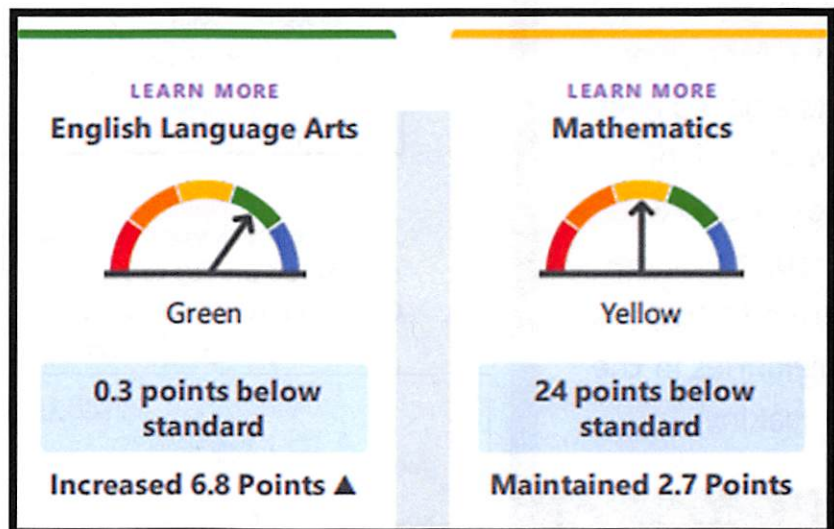 LEARN MORE
English Language Arts
Green
0.3 points below
standard
Increased 6.8 Points ▲
LEARN MORE
Mathematics
Yellow
24 points below
standard
Maintained 2.7 Points